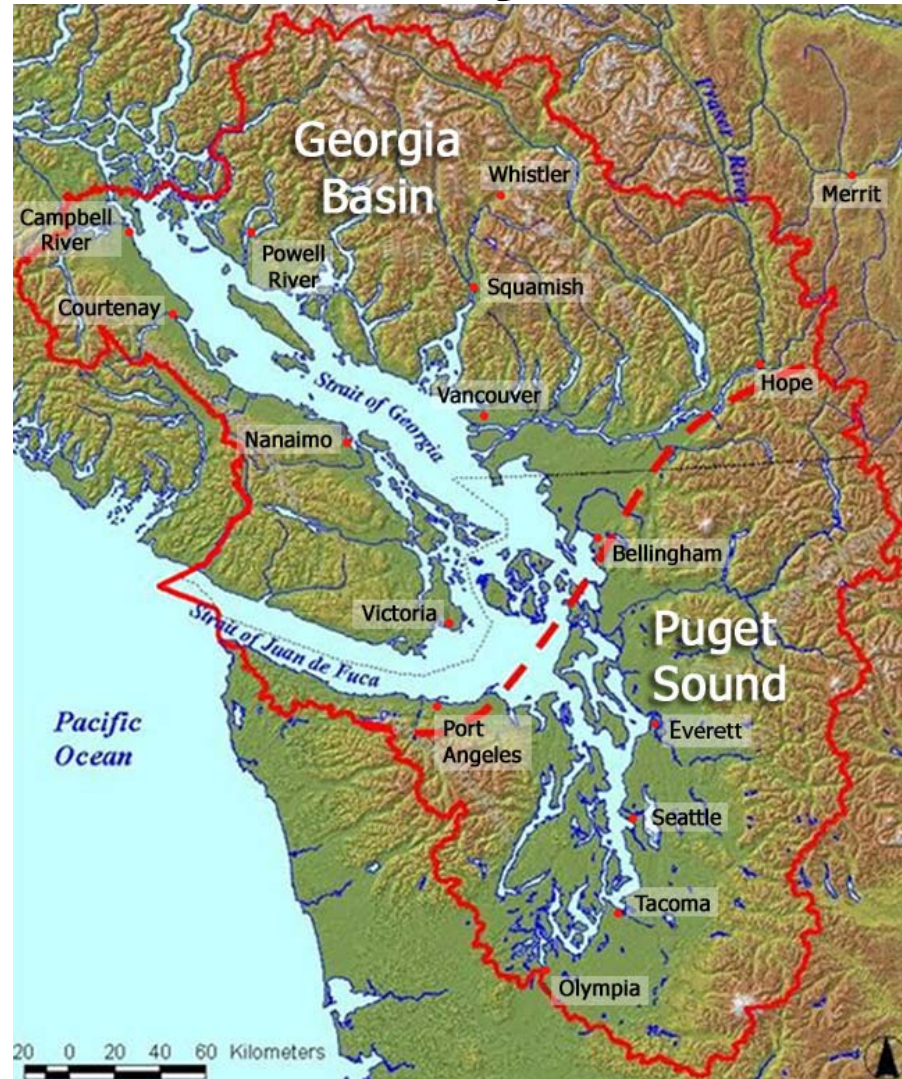 Georgia
Basin
Fraser River
Whistler
Merrit
Campbell
River
Powell
River
Squamish
Courtenay
Strait of Georgia
Vancouver
Hope
Nanaimo
Bellingham
Victoria
Puget
Sound
Strait of Juan de Fuca
Pacific
Ocean
Port
Angeles
Everett
Seattle
Tacoma
Olympia
20 0 20 40 60 Kilometers